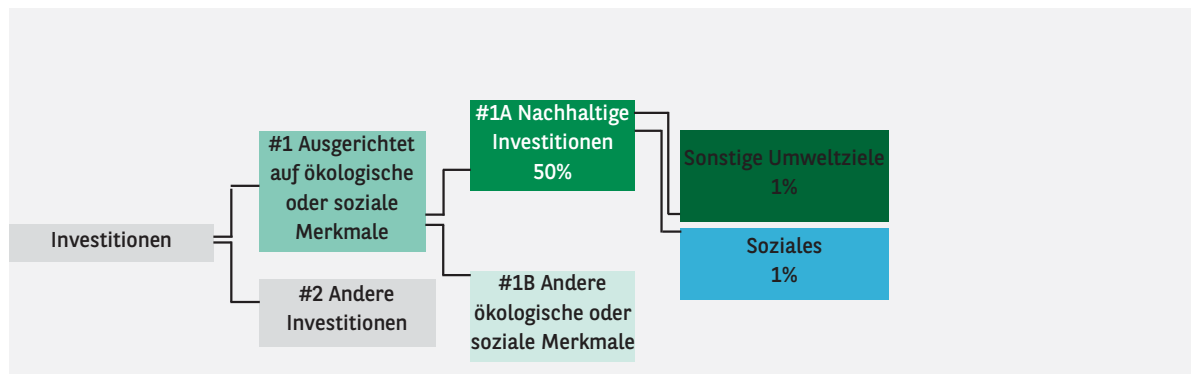 Investitionen
#1 Ausgerichtet
auf ökologische
oder soziale
Merkmale
#2 Andere
Investitionen
#1A Nachhaltige
Investitionen
50%
#1B Andere
ökologische oder
soziale Merkmale
Sonstige Umweltziele
1%
Soziales
1%